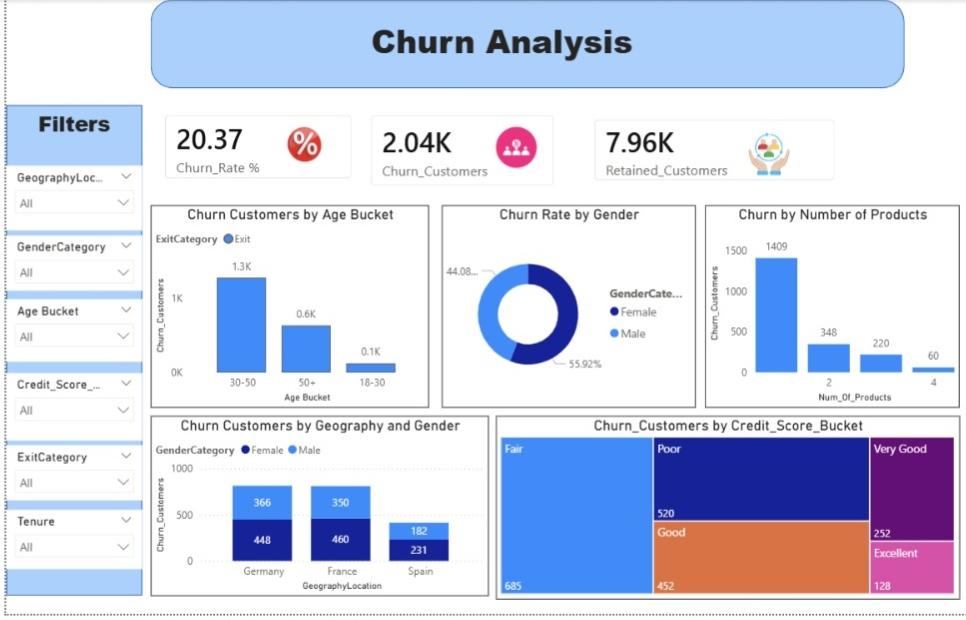 Churn Analysis
Filters
GeographyLoc...
All
GenderCategory
All
Age Bucket
All
Credit_Score_...
All
ExitCategory
All
Tenure
All
20.37
Churn_Rate %
2.04K
Churn_Customers
7.96K
Retained_Customers
Churn Customers by Age Bucket
ExitCategory Exit
Churn_Customers
1K
0K
1.3K
0.6K
0.1K
30-50 50+ 18-30
Age Bucket
Churn Rate by Gender
44.08...
55.92%
GenderCate...
Female
Male
Churn by Number of Products
Churn_Customers
1500
1000
500
0
1409
348
220
60
2 4
Num_Of_Products
Churn Customers by Geography and Gender
GenderCategory Female Male
Churn_Customers
1000
500
0
366 350 182
448 460 231
Germany France Spain
GeographyLocation
Churn_Customers by Credit_Score_Bucket
Fair
685
Poor
520
Good
452
Very Good
252
Excellent
128